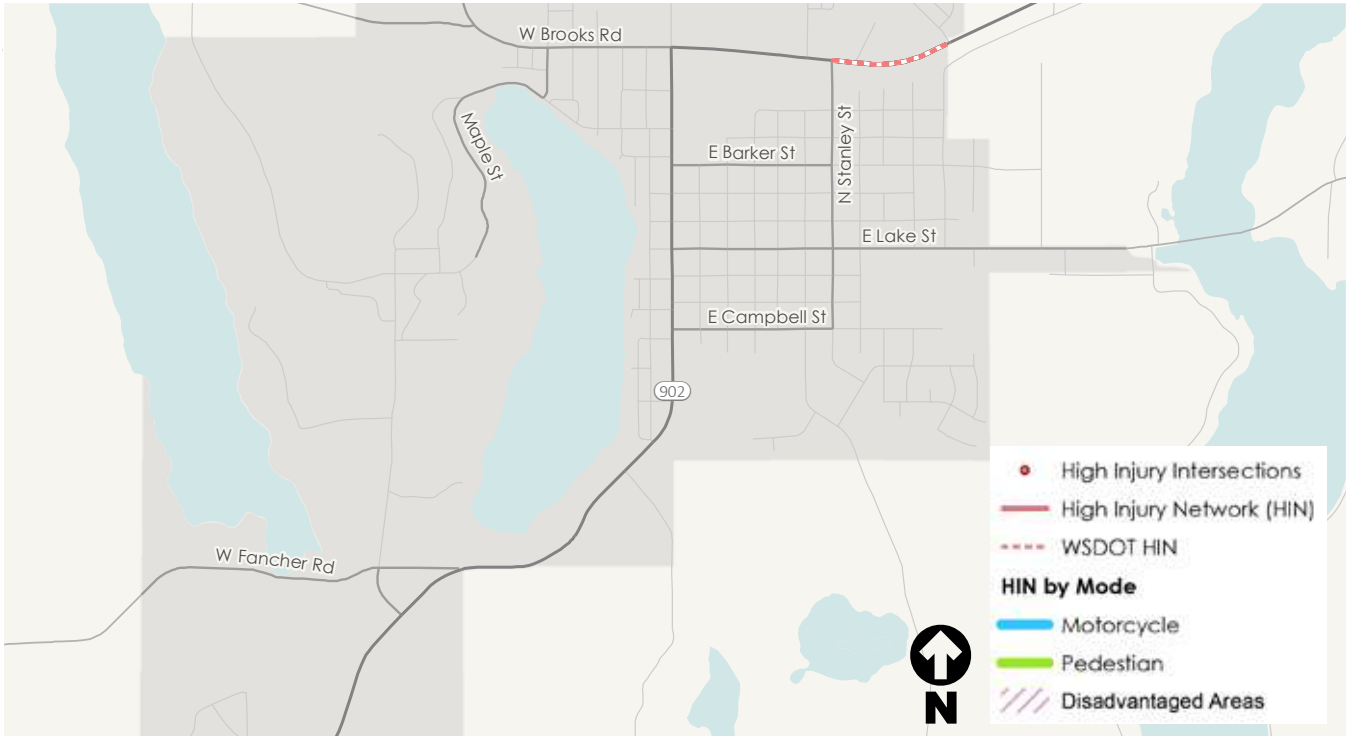 W Brooks Rd
Maple St
E Barker St
N Stanley St
E Lake St
E Campbell St
902
W Fancher Rd
High Injury Intersections
High Injury Network (HIN)
WSDOT HIN
HIN by Mode
Motorcycle
Pedestian
Disadvantaged Areas
N